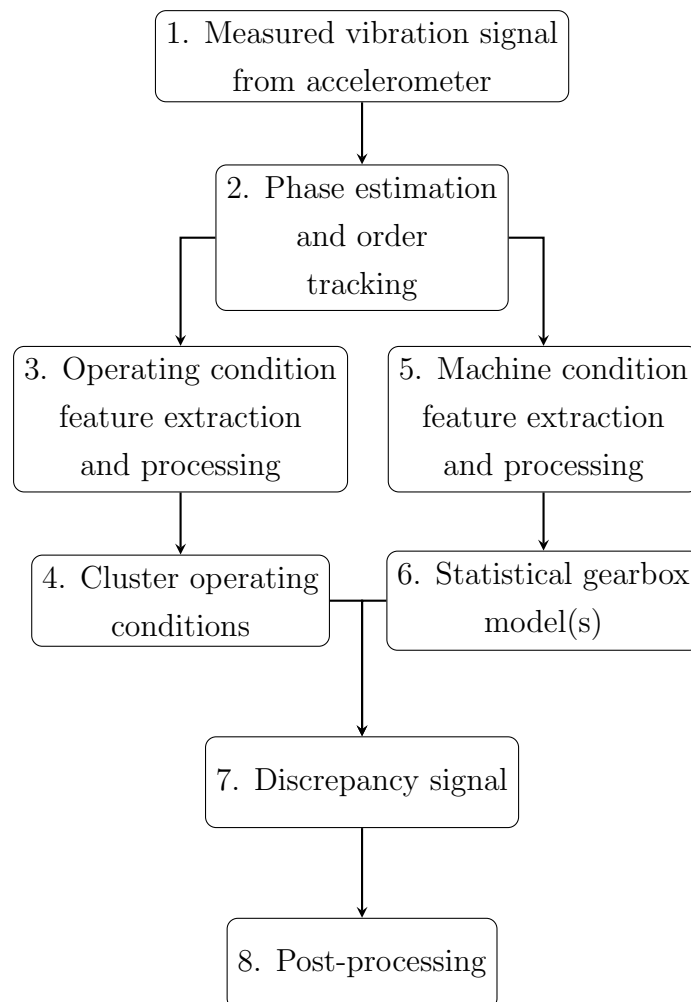 1. Measured vibration signal
from accelerometer
2. Phase estimation
and order
tracking
3. Operating condition
feature extraction
and processing
5. Machine condition
feature extraction
and processing
4. Cluster operating
conditions
6. Statistical gearbox
model(s)
7. Discrepancy signal
8. Post-processing